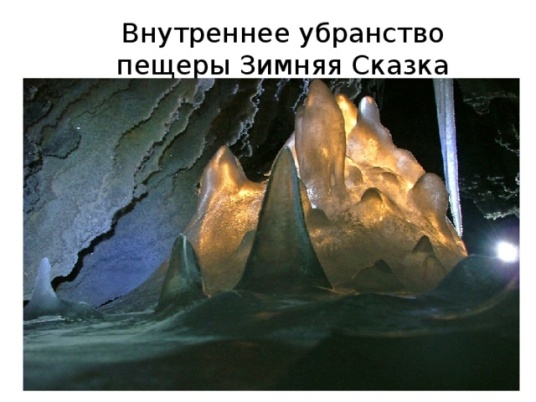 Внутреннее убранство
пещеры Зимняя Сказка